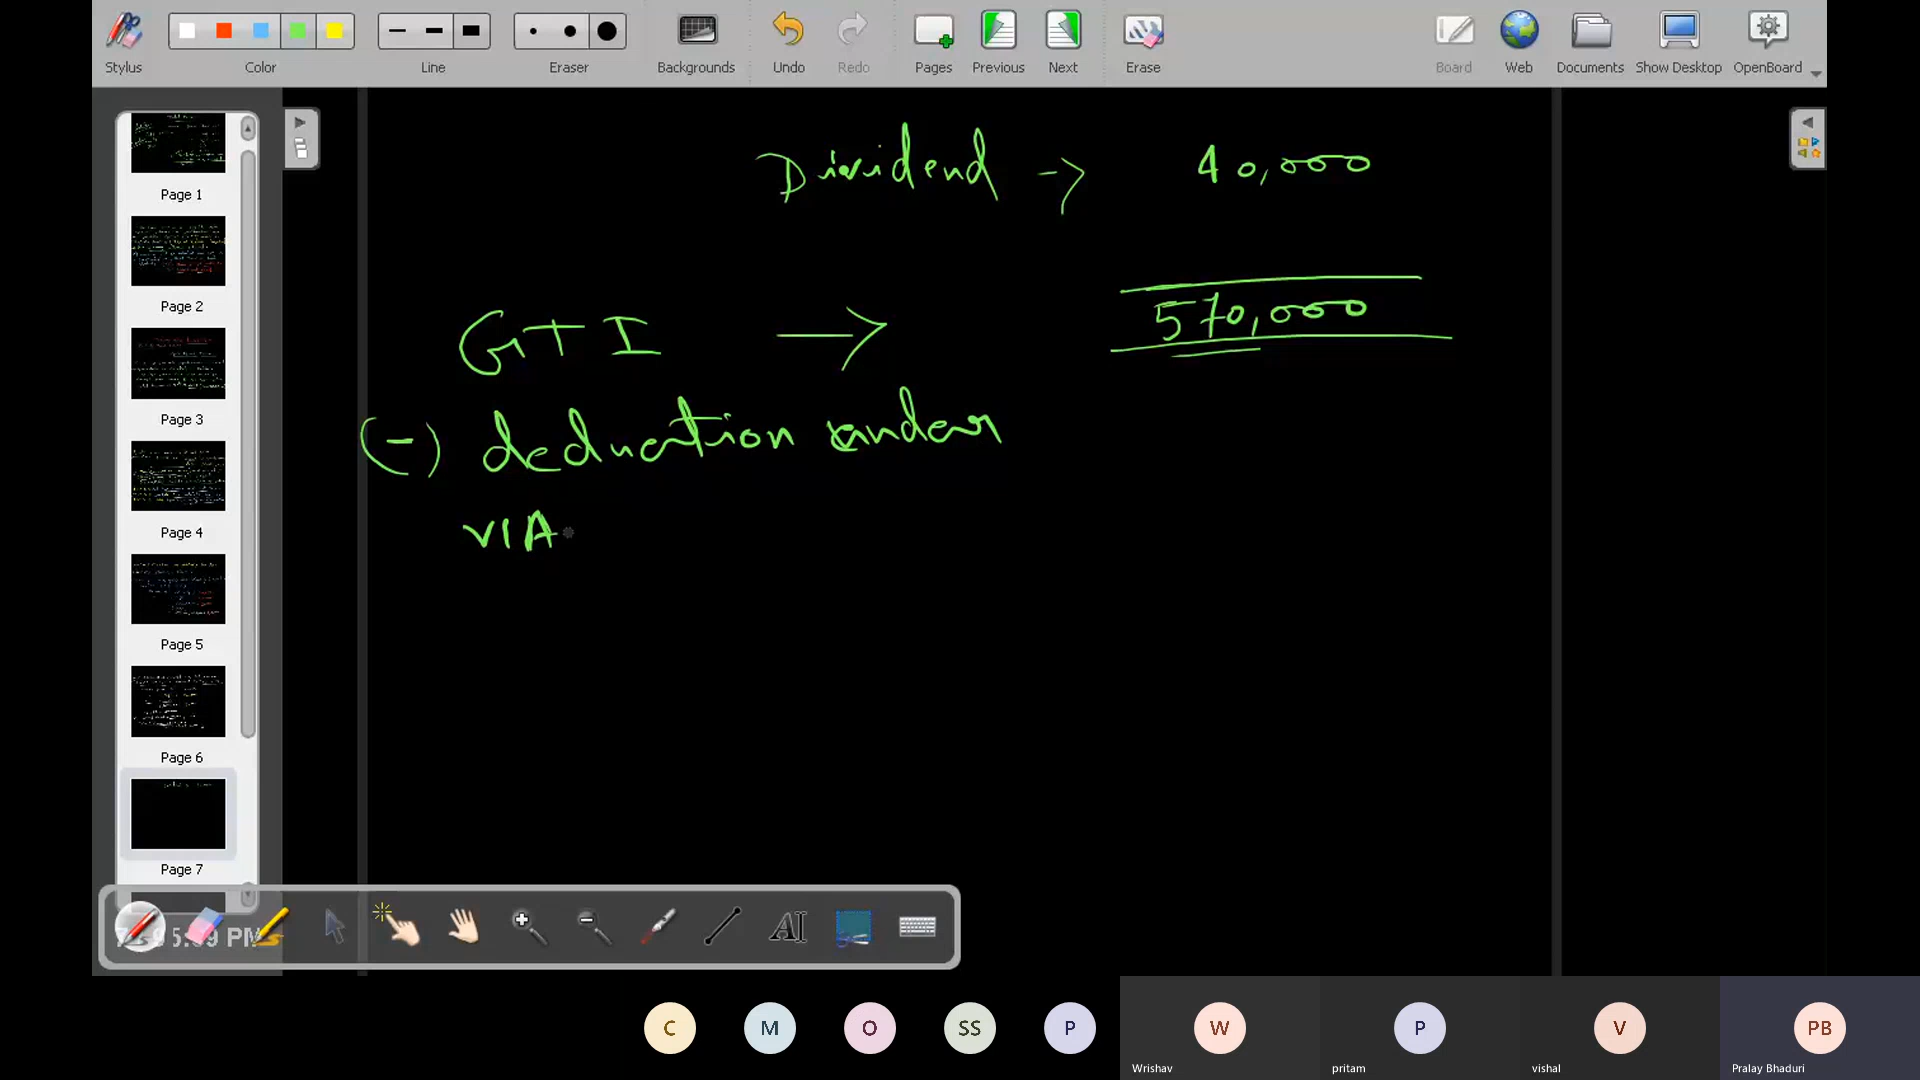 Stylus Color Line Eraser Backgrounds Undo Redo Pages Previous Next Erase Board Web Documents Show Desktop OpenBoard
Page 1
Page 2
Page 3
Page 4
Page 5
Page 6
Page 7
Dividend -> 40,000
GTI -> 570,000
(-) deduction under
VIA
C M O SS P W P V PB
Wrishav pritam vishal Pralay Bhaduri